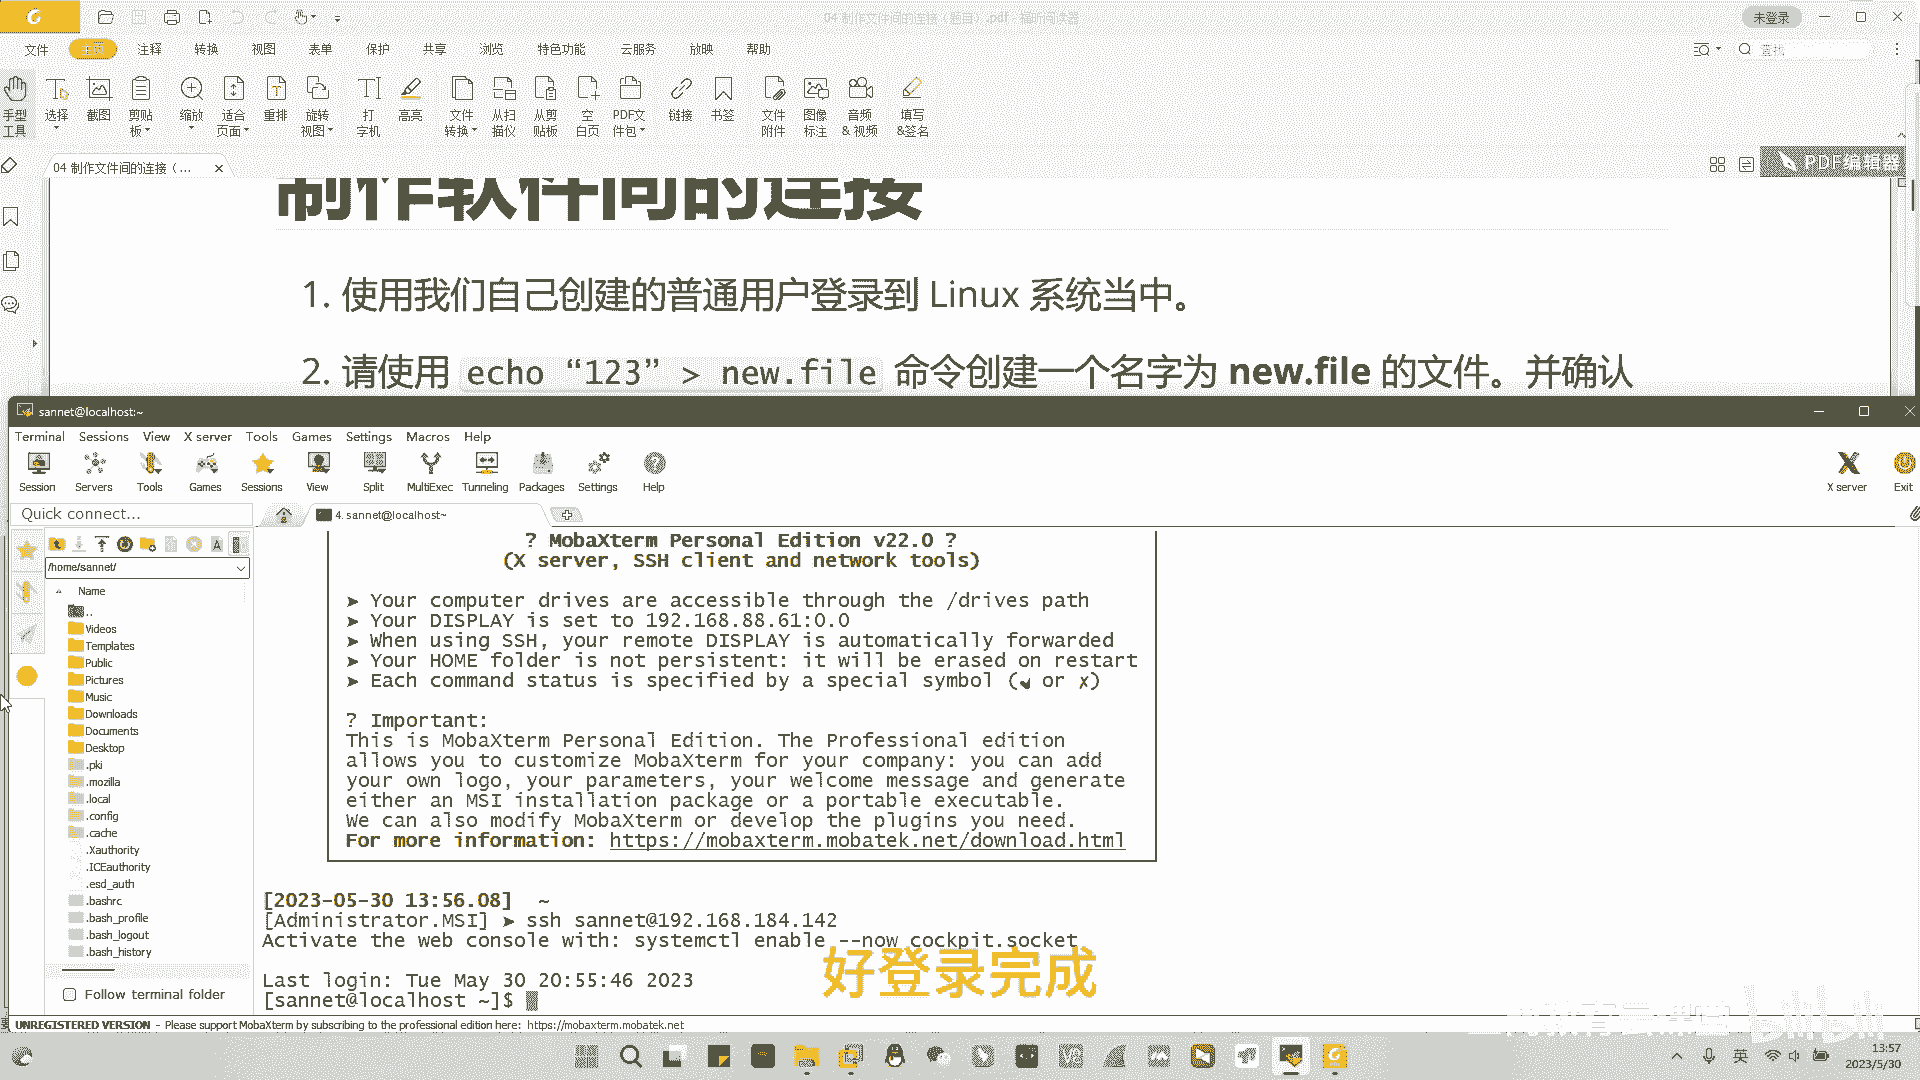 04 制作文件间的连接（题目）.pdf - 福昕阅读器
未登录
文件 主页 注释 转换 视图 表单 保护 共享 浏览 特色功能 云服务 放映 帮助
查找
手型工具 选择 截图 剪贴板 缩放 适合页面 重排 旋转视图 打字机 高亮 文件转换 从扫描仪 从剪贴板 空白页 PDF文件包 链接 书签 文件附件 图像标注 音频&视频 填写&签名
04 制作文件间的连接（ ...
PDF编辑器
制作软件间的连接
1. 使用我们自己创建的普通用户登录到 Linux 系统当中。
2. 请使用 echo “123” > new.file 命令创建一个名字为 new.file 的文件。并确认
sannet@localhost:~
Terminal Sessions View X server Tools Games Settings Macros Help
Session Servers Tools Games Sessions View Split MultiExec Tunneling Packages Settings Help
X server Exit
Quick connect...
4. sannet@localhost:~
/home/sannet/
Name
..
Videos
Templates
Public
Pictures
Music
Downloads
Documents
Desktop
.pki
.mozilla
.local
.config
.cache
.Xauthority
.ICEauthority
.esd_auth
.bashrc
.bash_profile
.bash_logout
.bash_history
Follow terminal folder
? MobaXterm Personal Edition v22.0 ?
(X server, SSH client and network tools)
➤ Your computer drives are accessible through the /drives path
➤ Your DISPLAY is set to 192.168.88.61:0.0
➤ When using SSH, your remote DISPLAY is automatically forwarded
➤ Your HOME folder is not persistent: it will be erased on restart
➤ Each command status is specified by a special symbol (✔ or ✗)
? Important:
This is MobaXterm Personal Edition. The Professional edition
allows you to customize MobaXterm for your company: you can add
your own logo, your parameters, your welcome message and generate
either an MSI installation package or a portable executable.
We can also modify MobaXterm or develop the plugins you need.
For more information: https://mobaxterm.mobatek.net/download.html
[2023-05-30 13:56.08] ~
[Administrator.MSI] ➤ ssh sannet@192.168.184.142
Activate the web console with: systemctl enable --now cockpit.socket
Last login: Tue May 30 20:55:46 2023
[sannet@localhost ~]$
好登录完成
UNREGISTERED VERSION - Please support MobaXterm by subscribing to the professional edition here: https://mobaxterm.mobatek.net
bilibili
英
13:57
2023/5/30